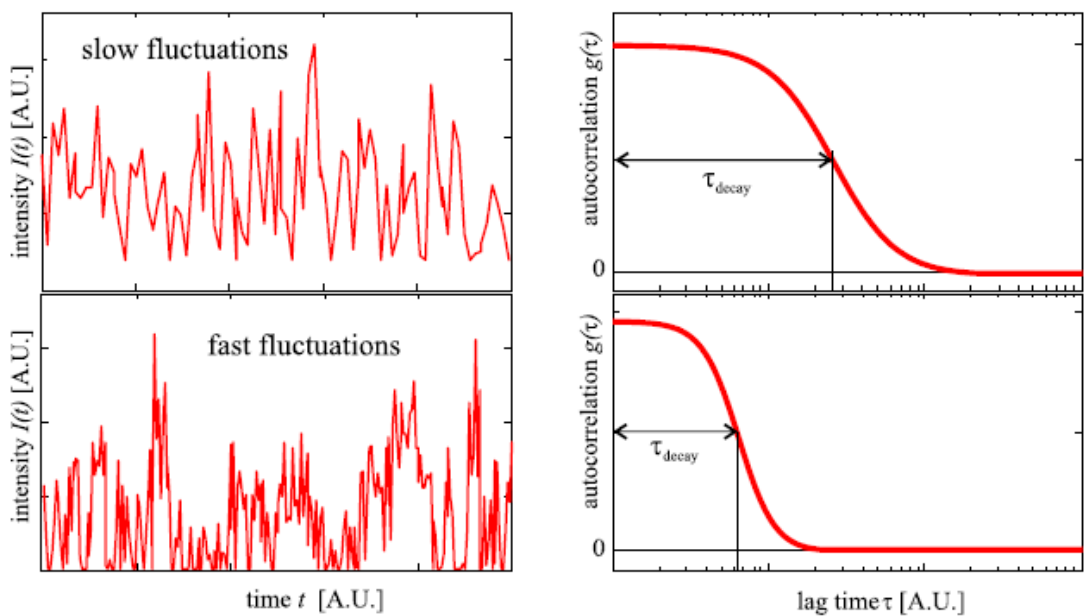 slow fluctuations
intensity I(t) [A.U.]
autocorrelation g(τ)
τdecay
0
fast fluctuations
intensity I(t) [A.U.]
autocorrelation g(τ)
τdecay
0
time t [A.U.]
lag time τ [A.U.]